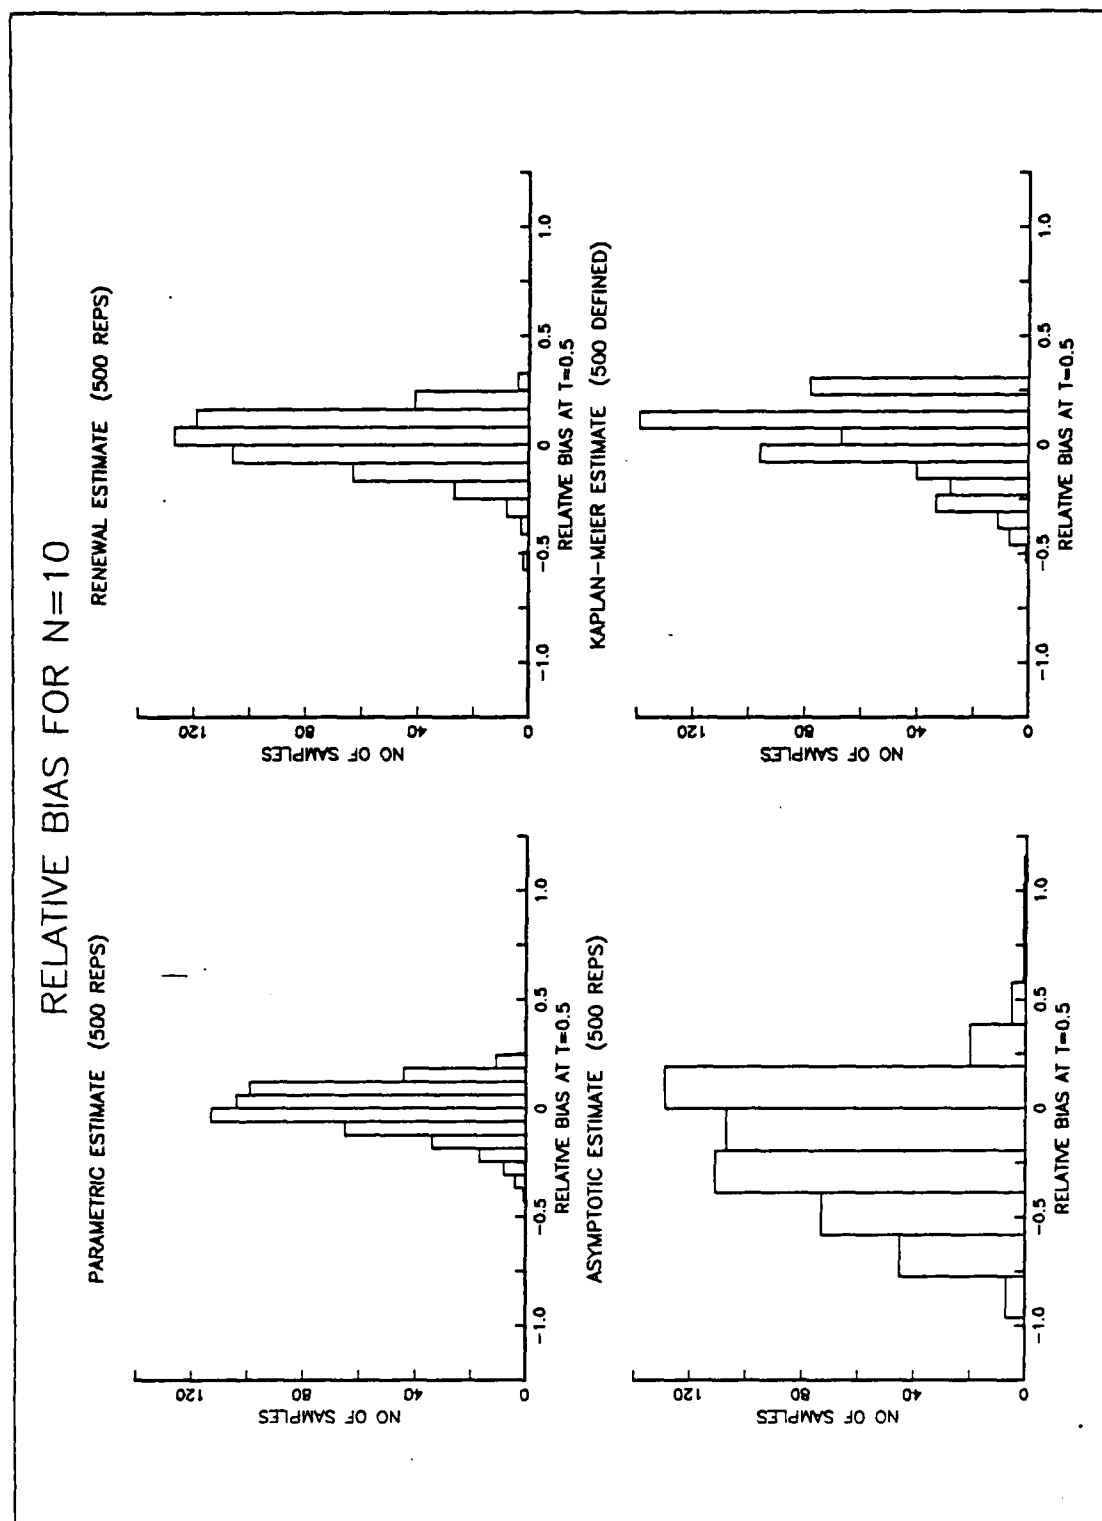 RELATIVE BIAS FOR N=10
PARAMETRIC ESTIMATE (500 REPS)
NO OF SAMPLES
120
80
40
0
-1.0
-0.5
0
0.5
1.0
RELATIVE BIAS AT T=0.5
RENEWAL ESTIMATE (500 REPS)
NO OF SAMPLES
120
80
40
0
-1.0
-0.5
0
0.5
1.0
RELATIVE BIAS AT T=0.5
ASYMPTOTIC ESTIMATE (500 REPS)
NO OF SAMPLES
120
80
40
0
-1.0
-0.5
0
0.5
1.0
RELATIVE BIAS AT T=0.5
KAPLAN-MEIER ESTIMATE (500 DEFINED)
NO OF SAMPLES
120
80
40
0
-1.0
-0.5
0
0.5
1.0
RELATIVE BIAS AT T=0.5